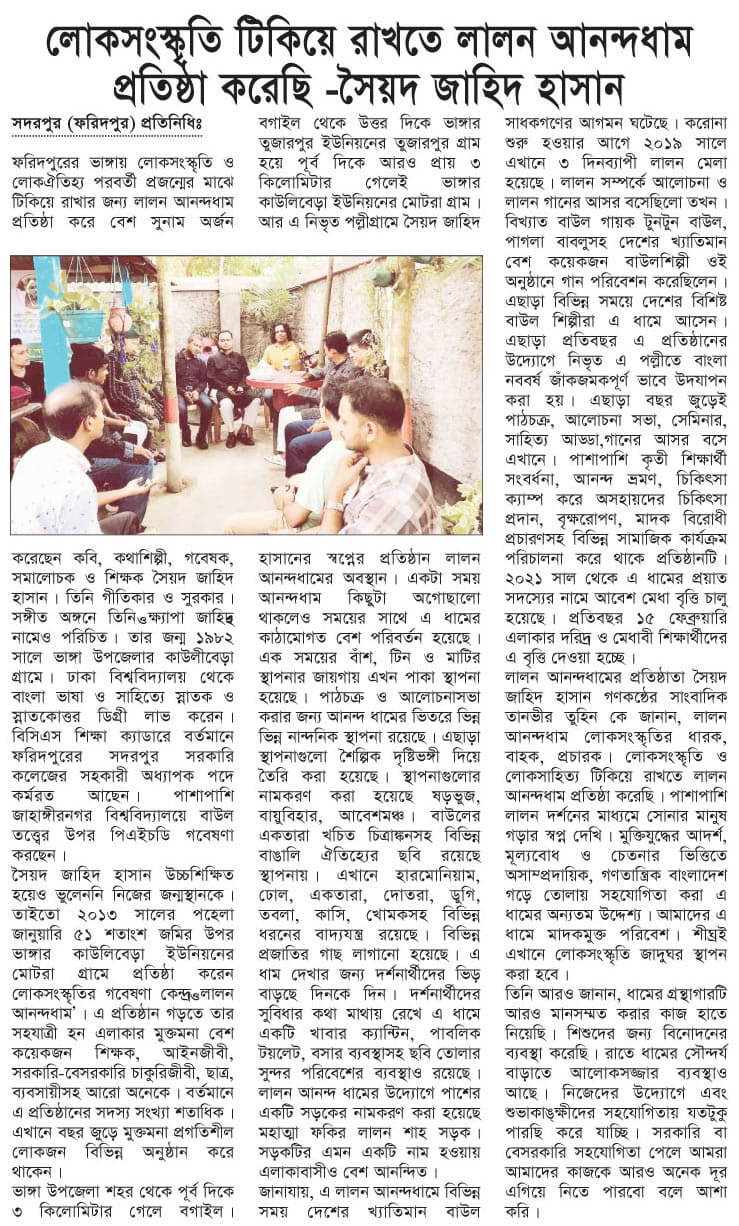 লোকসংস্কৃতি টিকিয়ে রাখতে লালন আনন্দধাম
প্রতিষ্ঠা করেছি -সৈয়দ জাহিদ হাসান
সদরপুর (ফরিদপুর) প্রতিনিধিঃ
ফরিদপুরের ভাঙ্গায় লোকসংস্কৃতি ও
লোকঐতিহ্য পরবর্তী প্রজন্মের মাঝে
টিকিয়ে রাখার জন্য লালন আনন্দধাম
প্রতিষ্ঠা করে বেশ সুনাম অর্জন
করেছেন কবি, কথাশিল্পী, গবেষক,
সমালোচক ও শিক্ষক সৈয়দ জাহিদ
হাসান। তিনি গীতিকার ও সুরকার।
সঙ্গীত অঙ্গনে তিনিওক্ষ্যাপা জাহিদ্ব
নামেও পরিচিত। তার জন্ম ১৯৮২
সালে ভাঙ্গা উপজেলার কাউলীবেড়া
গ্রামে। ঢাকা বিশ্ববিদ্যালয় থেকে
বাংলা ভাষা ও সাহিত্যে স্নাতক ও
স্নাতকোত্তর ডিগ্রী লাভ করেন।
বিসিএস শিক্ষা ক্যাডারে বর্তমানে
ফরিদপুরের সদরপুর সরকারি
কলেজের সহকারী অধ্যাপক পদে
কর্মরত আছেন। পাশাপাশি
জাহাঙ্গীরনগর বিশ্ববিদ্যালয়ে বাউল
তত্ত্বের উপর পিএইচডি গবেষণা
করছেন।
সৈয়দ জাহিদ হাসান উচ্চশিক্ষিত
হয়েও ভুলেননি নিজের জন্মস্থানকে।
তাইতো ২০১৩ সালের পহেলা
জানুয়ারি ৫১ শতাংশ জমির উপর
ভাঙ্গার কাউলিবেড়া ইউনিয়নের
মোটরা গ্রামে প্রতিষ্ঠা করেন
লোকসংস্কৃতির গবেষণা কেন্দ্রওলালন
আনন্দধাম'। এ প্রতিষ্ঠান গড়তে তার
সহযাত্রী হন এলাকার মুক্তমনা বেশ
কয়েকজন শিক্ষক, আইনজীবী,
সরকারি-বেসরকারি চাকুরিজীবী, ছাত্র,
ব্যবসায়ীসহ আরো অনেকে। বর্তমানে
এ প্রতিষ্ঠানের সদস্য সংখ্যা শতাধিক।
এখানে বছর জুড়ে মুক্তমনা প্রগতিশীল
লোকজন বিভিন্ন অনুষ্ঠান করে
থাকেন।
ভাঙ্গা উপজেলা শহর থেকে পূর্ব দিকে
৩ কিলোমিটার গেলে বগাইল।
বগাইল থেকে উত্তর দিকে ভাঙ্গার
তুজারপুর ইউনিয়নের তুজারপুর গ্রাম
হয়ে পূর্ব দিকে আরও প্রায় ৩
কিলোমিটার গেলেই ভাঙ্গার
কাউলিবেড়া ইউনিয়নের মোটরা গ্রাম।
আর এ নিভৃত পল্লীগ্রামে সৈয়দ জাহিদ
হাসানের স্বপ্নের প্রতিষ্ঠান লালন
আনন্দধামের অবস্থান। একটা সময়
আনন্দধাম কিছুটা অগোছালো
থাকলেও সময়ের সাথে এ ধামের
কাঠামোগত বেশ পরিবর্তন হয়েছে।
এক সময়ের বাঁশ, টিন ও মাটির
স্থাপনার জায়গায় এখন পাকা স্থাপনা
হয়েছে। পাঠচক্র ও আলোচনাসভা
করার জন্য আনন্দ ধামের ভিতরে ভিন্ন
ভিন্ন নান্দনিক স্থাপনা রয়েছে। এছাড়া
স্থাপনাগুলো শৈল্পিক দৃষ্টিভঙ্গী দিয়ে
তৈরি করা হয়েছে। স্থাপনাগুলোর
নামকরণ করা হয়েছে ষড়ভুজ,
বায়ুবিহার, আবেশমঞ্চ। বাউলের
একতারা খচিত চিত্রাঙ্কনসহ বিভিন্ন
বাঙালি ঐতিহ্যের ছবি রয়েছে
স্থাপনায়। এখানে হারমোনিয়াম,
ঢোল, একতারা, দোতরা, ডুগি,
তবলা, কাসি, খোমকসহ বিভিন্ন
ধরনের বাদ্যযন্ত্র রয়েছে। বিভিন্ন
প্রজাতির গাছ লাগানো হয়েছে। এ
ধাম দেখার জন্য দর্শনার্থীদের ভিড়
বাড়ছে দিনকে দিন। দর্শনার্থীদের
সুবিধার কথা মাথায় রেখে এ ধামে
একটি খাবার ক্যান্টিন, পাবলিক
টয়লেট, বসার ব্যবস্থাসহ ছবি তোলার
সুন্দর পরিবেশের ব্যবস্থাও রয়েছে।
লালন আনন্দ ধামের উদ্যোগে পাশের
একটি সড়কের নামকরণ করা হয়েছে
মহাত্মা ফকির লালন শাহ সড়ক।
সড়কটির এমন একটি নাম হওয়ায়
এলাকাবাসীও বেশ আনন্দিত।
জানাযায়, এ লালন আনন্দধামে বিভিন্ন
সময় দেশের খ্যাতিমান বাউল
সাধকগণের আগমন ঘটেছে। করোনা
শুরু হওয়ার আগে ২০১৯ সালে
এখানে ৩ দিনব্যাপী লালন মেলা
হয়েছে। লালন সম্পর্কে আলোচনা ও
লালন গানের আসর বসেছিলো তখন।
বিখ্যাত বাউল গায়ক টুনটুন বাউল,
পাগলা বাবলুসহ দেশের খ্যাতিমান
বেশ কয়েকজন বাউলশিল্পী ওই
অনুষ্ঠানে গান পরিবেশন করেছিলেন।
এছাড়া বিভিন্ন সময়ে দেশের বিশিষ্ট
বাউল শিল্পীরা এ ধামে আসেন।
এছাড়া প্রতিবছর এ প্রতিষ্ঠানের
উদ্যোগে নিভৃত এ পল্লীতে বাংলা
নববর্ষ জাঁকজমকপূর্ণ ভাবে উদযাপন
করা হয়। এছাড়া বছর জুড়েই
পাঠচক্র, আলোচনা সভা, সেমিনার,
সাহিত্য আড্ডা,গানের আসর বসে
এখানে। পাশাপাশি কৃতী শিক্ষার্থী
সংবর্ধনা, আনন্দ ভ্রমণ, চিকিৎসা
ক্যাম্প করে অসহায়দের চিকিৎসা
প্রদান, বৃক্ষরোপণ, মাদক বিরোধী
প্রচারণসহ বিভিন্ন সামাজিক কার্যক্রম
পরিচালনা করে থাকে প্রতিষ্ঠানটি।
২০২১ সাল থেকে এ ধামের প্রয়াত
সদস্যের নামে আবেশ মেধা বৃত্তি চালু
হয়েছে। প্রতিবছর ১৫ ফেব্রুয়ারি
এলাকার দরিদ্র ও মেধাবী শিক্ষার্থীদের
এ বৃত্তি দেওয়া হচ্ছে।
লালন আনন্দধামের প্রতিষ্ঠাতা সৈয়দ
জাহিদ হাসান গণকণ্ঠের সাংবাদিক
তানভীর তুহিন কে জানান, লালন
আনন্দধাম লোকসংস্কৃতির ধারক,
বাহক, প্রচারক। লোকসংস্কৃতি ও
লোকসাহিত্য টিকিয়ে রাখতে লালন
আনন্দধাম প্রতিষ্ঠা করেছি। পাশাপাশি
লালন দর্শনের মাধ্যমে সোনার মানুষ
গড়ার স্বপ্ন দেখি। মুক্তিযুদ্ধের আদর্শ,
মূল্যবোধ ও চেতনার ভিত্তিতে
অসাম্প্রদায়িক, গণতান্ত্রিক বাংলাদেশ
গড়ে তোলায় সহযোগিতা করা এ
ধামের অন্যতম উদ্দেশ্য। আমাদের এ
ধামে মাদকমুক্ত পরিবেশ। শীঘ্রই
এখানে লোকসংস্কৃতি জাদুঘর স্থাপন
করা হবে।
তিনি আরও জানান, ধামের গ্রন্থাগারটি
আরও মানসম্মত করার কাজ হাতে
নিয়েছি। শিশুদের জন্য বিনোদনের
ব্যবস্থা করেছি। রাতে ধামের সৌন্দর্য
বাড়াতে আলোকসজ্জার ব্যবস্থাও
আছে। নিজেদের উদ্যোগে এবং
শুভাকাঙ্ক্ষীদের সহযোগিতায় যতটুকু
পারছি করে যাচ্ছি। সরকারি বা
বেসরকারি সহযোগিতা পেলে আমরা
আমাদের কাজকে আরও অনেক দূর
এগিয়ে নিতে পারবো বলে আশা
করি।